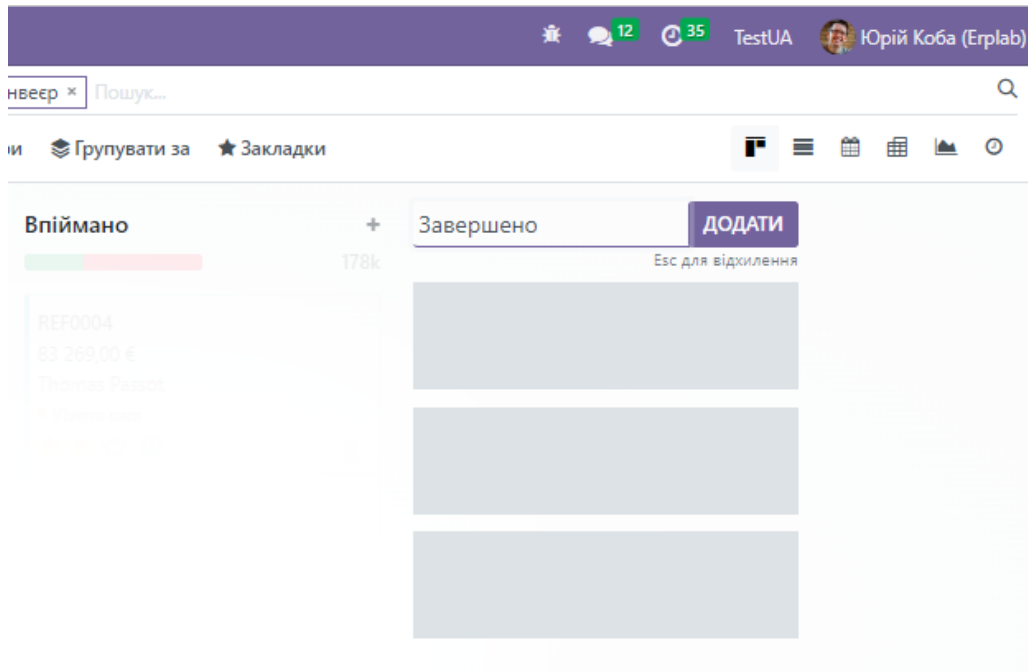 12 35 TestUA Юрій Коба (Erplab)
нвеєр × Пошук...
ри Групувати за Закладки
Впіймано + Завершено ДОДАТИ
178k Esc для відхилення
REF0004
83 269,00 €
Thomas Passot